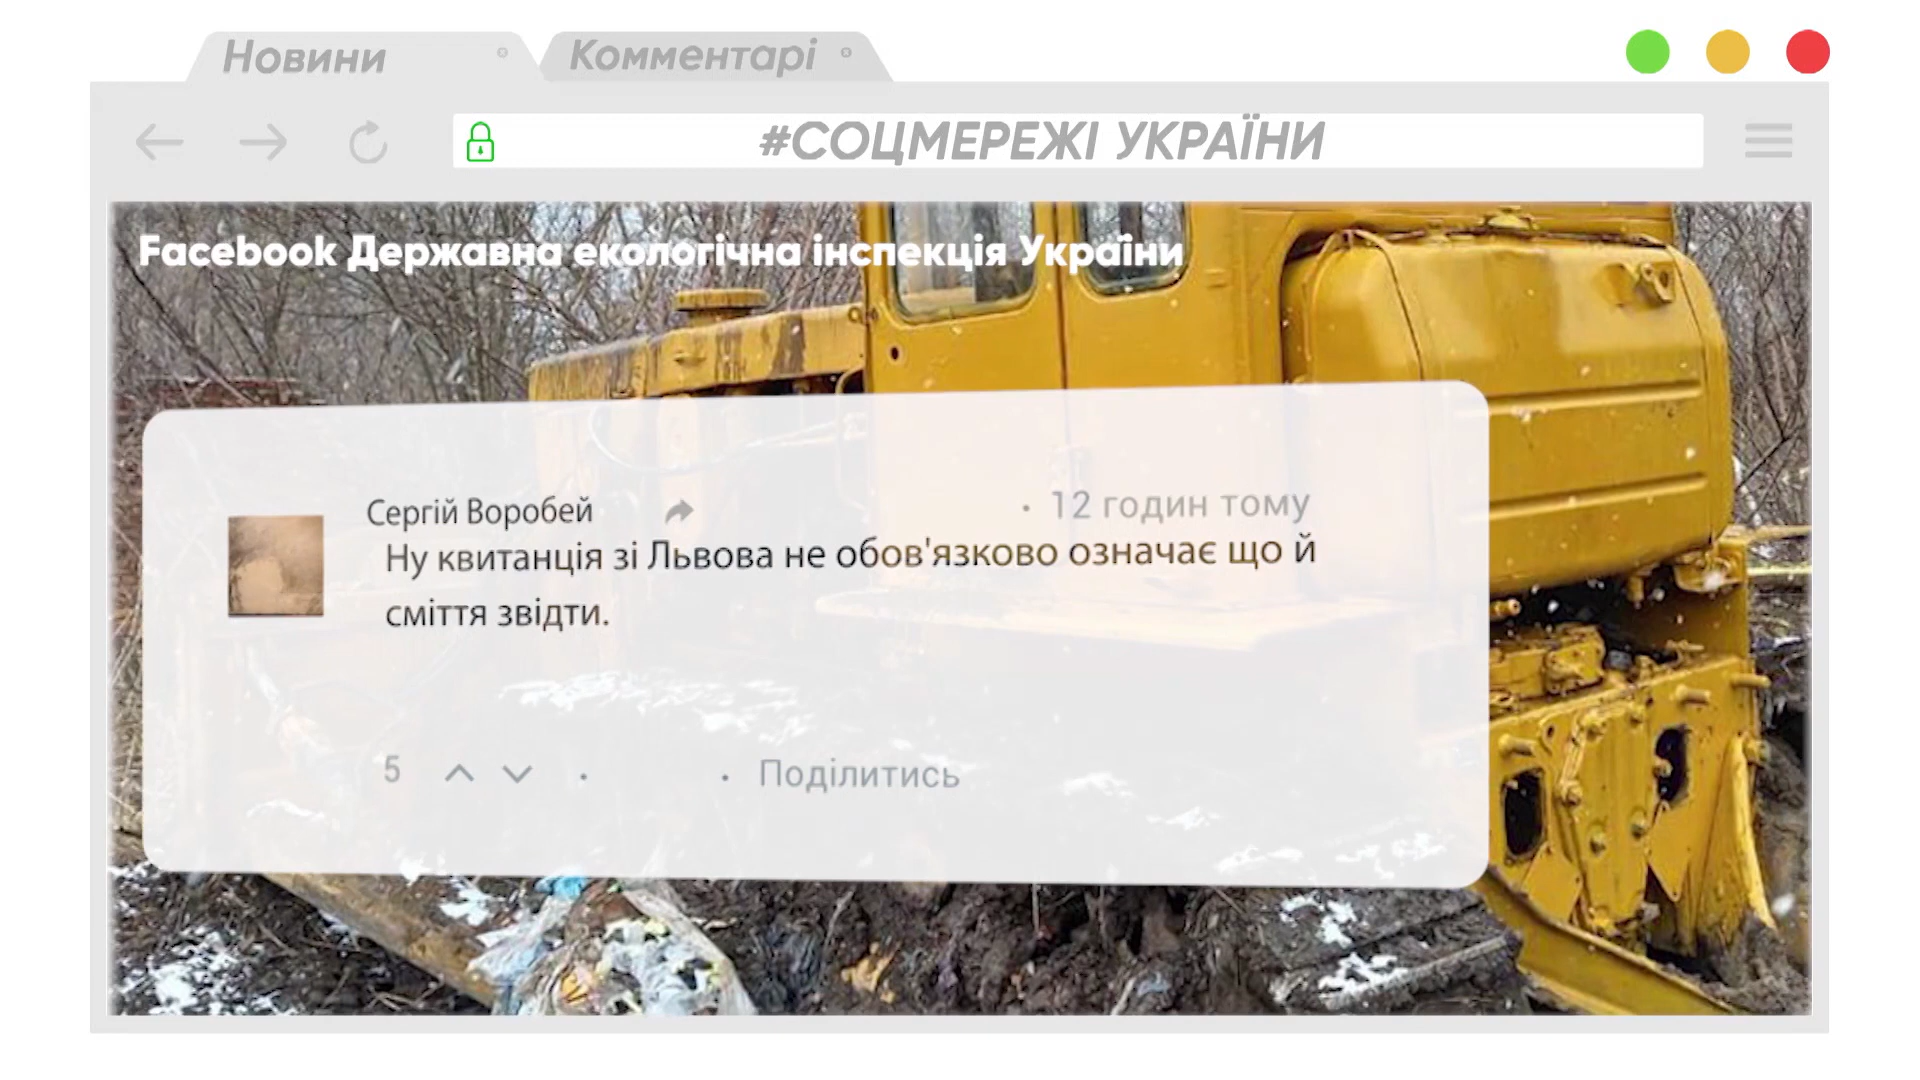 Новини
Комментарі
#СОЦМЕРЕЖІ УКРАЇНИ
Facebook Державна екологічна інспекція України
Сергій Воробей
· 12 годин тому
Ну квитанція зі Львова не обов'язково означає що й
сміття звідти.
5 · · Поділитись